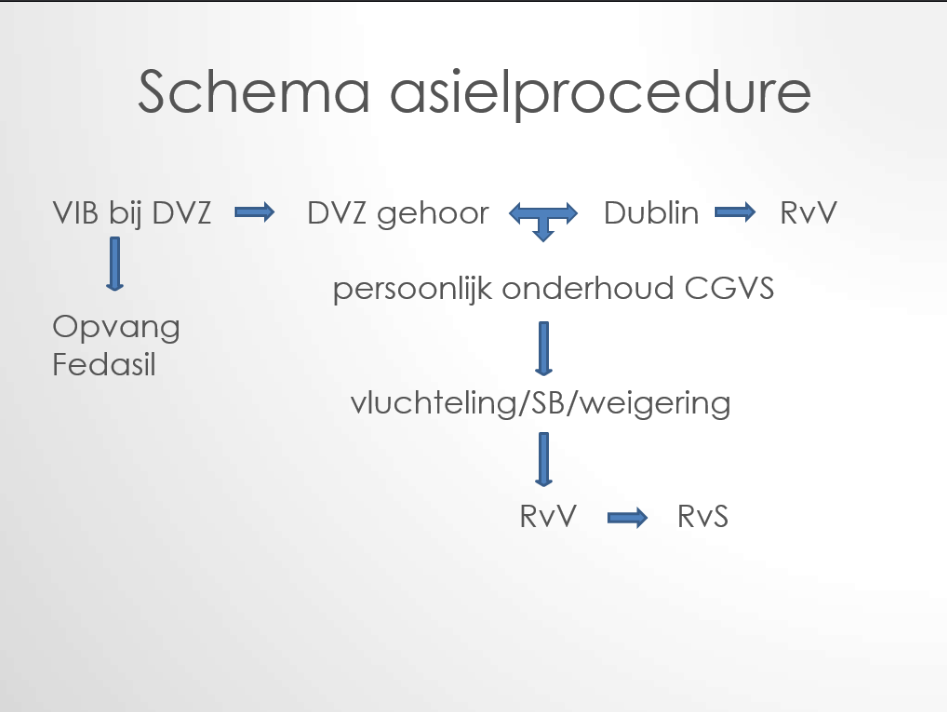 Schema asielprocedure
VIB bij DVZ DVZ gehoor Dublin RvV
persoonlijk onderhoud CGVS
Opvang
Fedasil
vluchteling/SB/weigering
RvV RvS